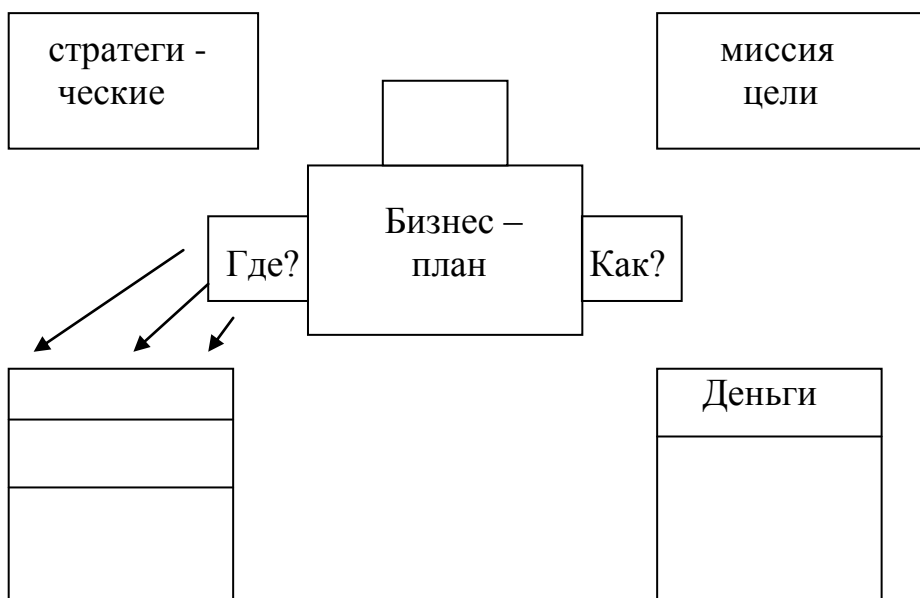 стратеги -
ческие
миссия
цели
Бизнес –
план
Где?
Как?
Деньги